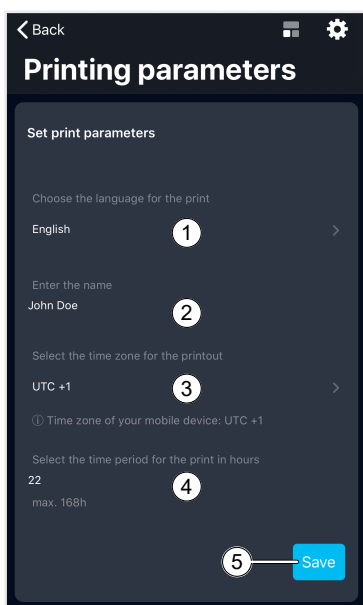 Back
Printing parameters
Set print parameters
Choose the language for the print
English
1
Enter the name
John Doe
2
Select the time zone for the printout
UTC +1
3
ⓘ Time zone of your mobile device: UTC +1
Select the time period for the print in hours
22
4
max. 168h
5
Save